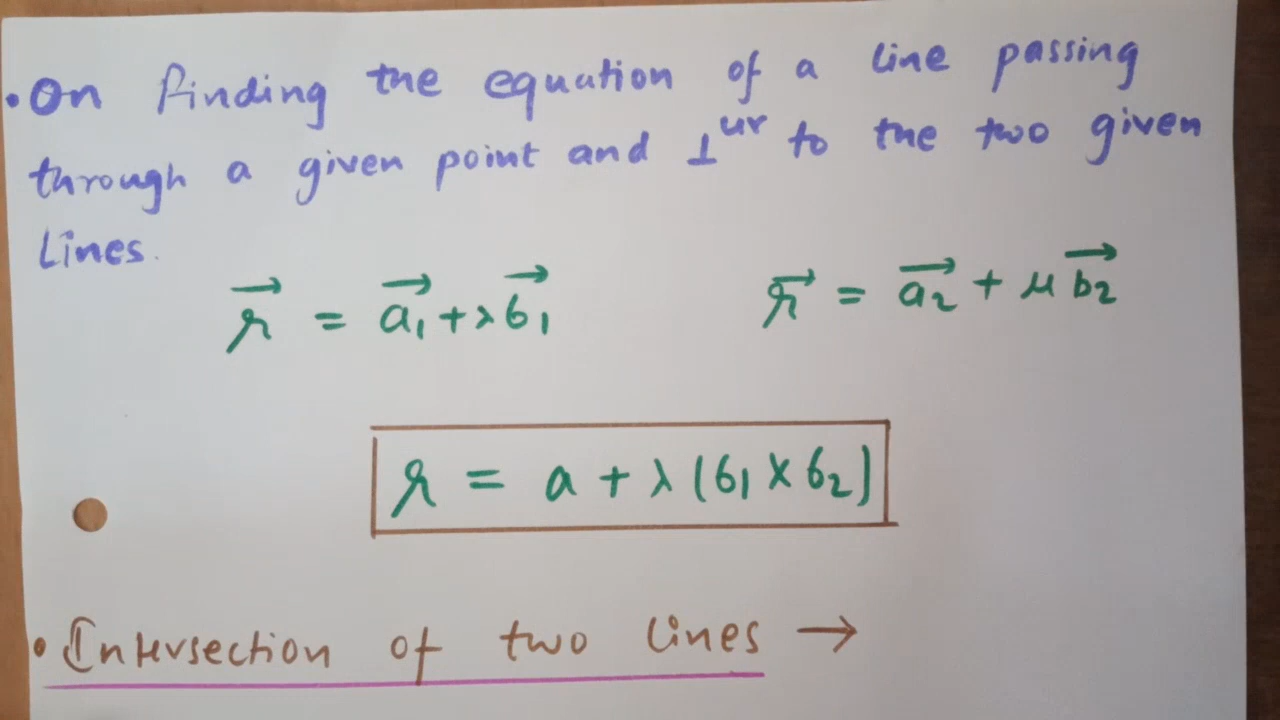 • On finding the equation of a line passing
through a given point and ⊥ᵘʳ to the two given
Lines.
r⃗ = a⃗₁ + λb⃗₁ r⃗ = a⃗₂ + μb⃗₂
r = a + λ(b₁ × b₂)
• Intersection of two lines →